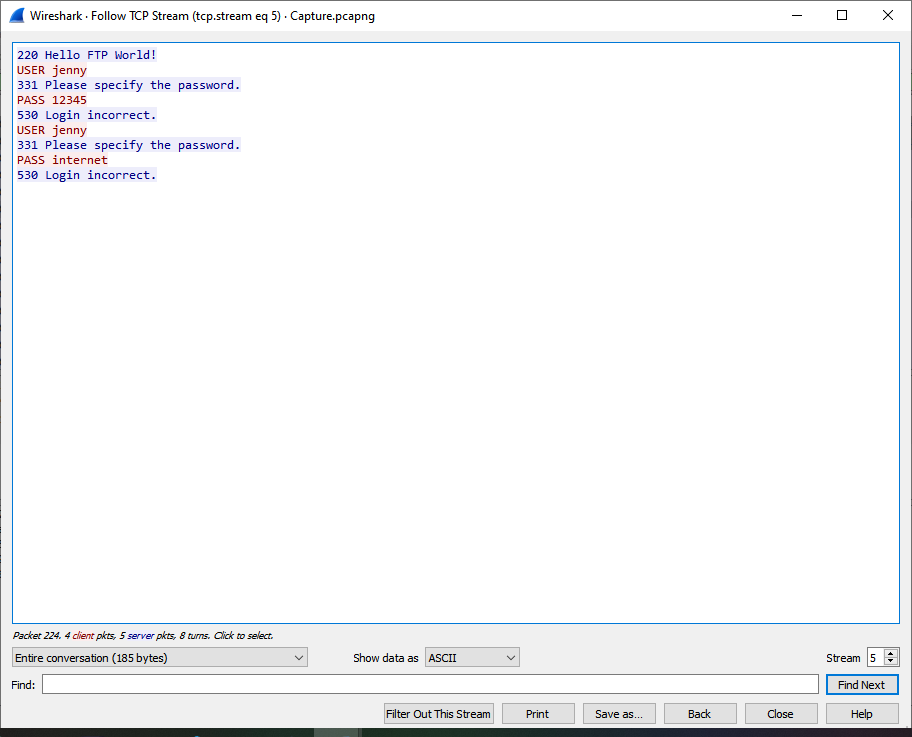 Wireshark · Follow TCP Stream (tcp.stream eq 5) · Capture.pcapng
220 Hello FTP World!
USER jenny
331 Please specify the password.
PASS 12345
530 Login incorrect.
USER jenny
331 Please specify the password.
PASS internet
530 Login incorrect.
Packet 224. 4 client pkts, 5 server pkts, 8 turns. Click to select.
Entire conversation (185 bytes) Show data as ASCII Stream 5
Find: Find Next
Filter Out This Stream Print Save as... Back Close Help